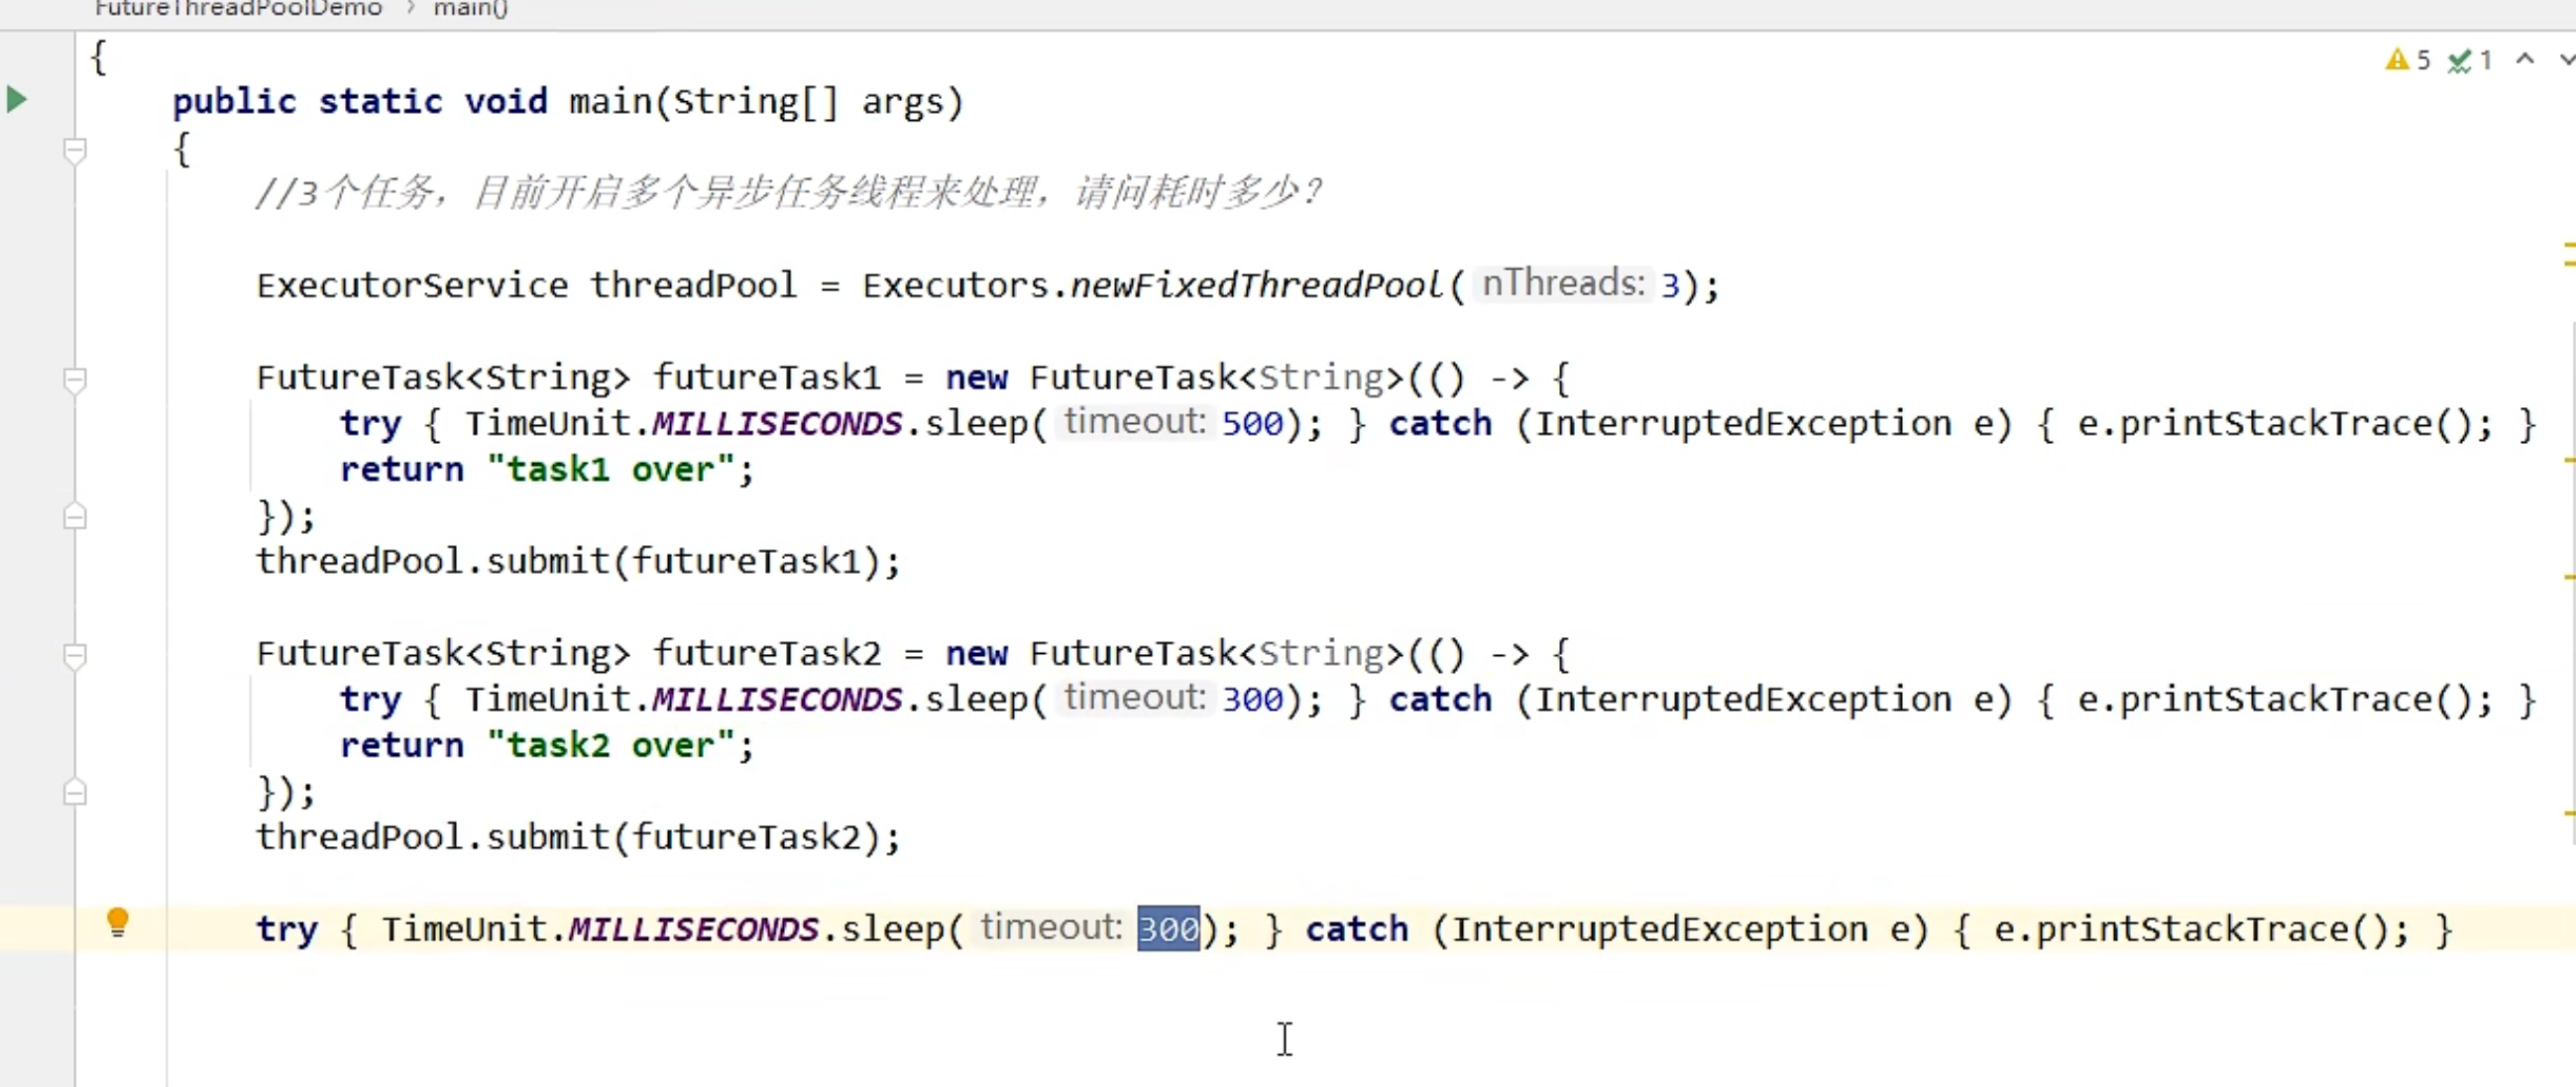 FutureThreadPoolDemo › main()
{
5 1
public static void main(String[] args)
{
//3个任务，目前开启多个异步任务线程来处理，请问耗时多少？
ExecutorService threadPool = Executors.newFixedThreadPool( nThreads: 3);
FutureTask<String> futureTask1 = new FutureTask<String>(() -> {
try { TimeUnit.MILLISECONDS.sleep( timeout: 500); } catch (InterruptedException e) { e.printStackTrace(); }
return "task1 over";
});
threadPool.submit(futureTask1);
FutureTask<String> futureTask2 = new FutureTask<String>(() -> {
try { TimeUnit.MILLISECONDS.sleep( timeout: 300); } catch (InterruptedException e) { e.printStackTrace(); }
return "task2 over";
});
threadPool.submit(futureTask2);
try { TimeUnit.MILLISECONDS.sleep( timeout: 300); } catch (InterruptedException e) { e.printStackTrace(); }